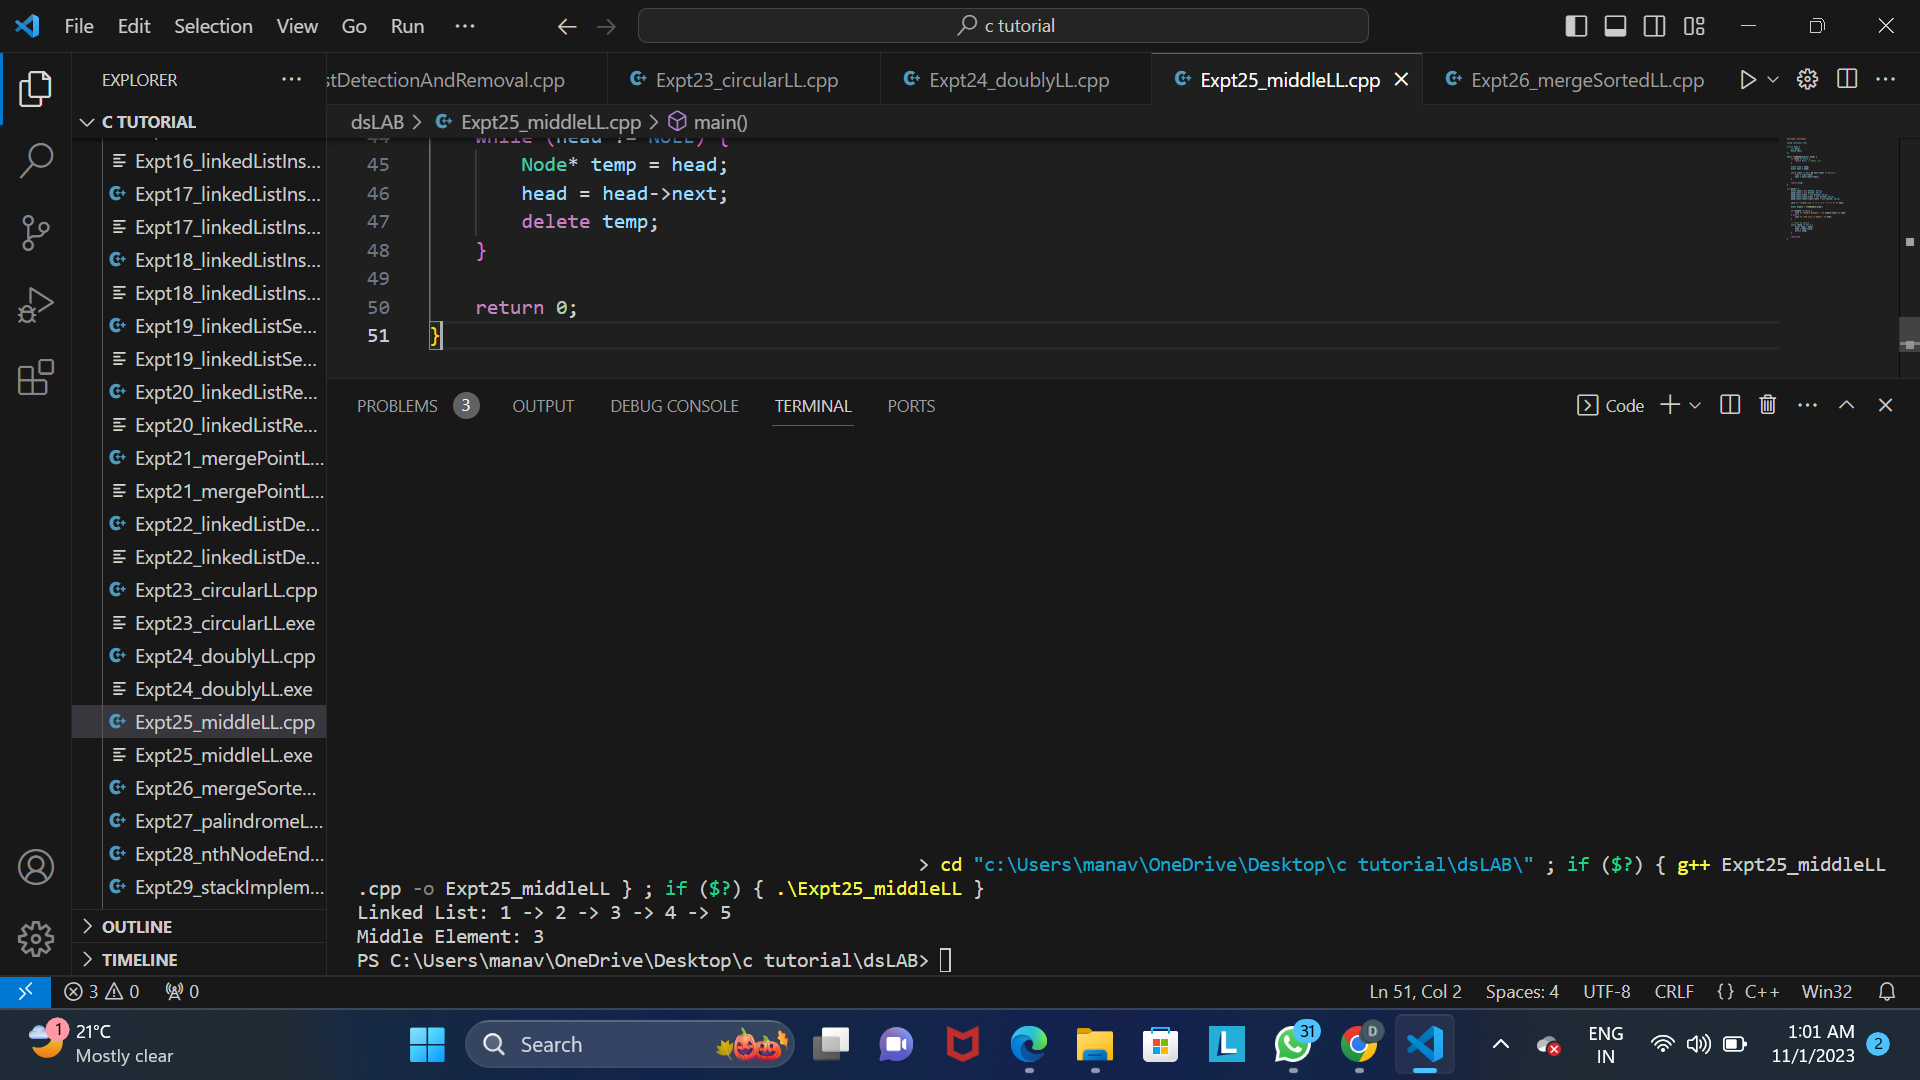 File Edit Selection View Go Run ··· c tutorial
EXPLORER ···
stDetectionAndRemoval.cpp Expt23_circularLL.cpp Expt24_doublyLL.cpp Expt25_middleLL.cpp Expt26_mergeSortedLL.cpp
C TUTORIAL
dsLAB > Expt25_middleLL.cpp > main()
Expt16_linkedListIns...
Expt17_linkedListIns...
Expt17_linkedListIns...
Expt18_linkedListIns...
Expt18_linkedListIns...
Expt19_linkedListSe...
Expt19_linkedListSe...
Expt20_linkedListRe...
Expt20_linkedListRe...
Expt21_mergePointL...
Expt21_mergePointL...
Expt22_linkedListDe...
Expt22_linkedListDe...
Expt23_circularLL.cpp
Expt23_circularLL.exe
Expt24_doublyLL.cpp
Expt24_doublyLL.exe
Expt25_middleLL.cpp
Expt25_middleLL.exe
Expt26_mergeSorte...
Expt27_palindromeL...
Expt28_nthNodeEnd...
Expt29_stackImplem...
OUTLINE
TIMELINE
44 while (head != NULL) {
45 Node* temp = head;
46 head = head->next;
47 delete temp;
48 }
49
50 return 0;
51 }
PROBLEMS 3 OUTPUT DEBUG CONSOLE TERMINAL PORTS Code
> cd "c:\Users\manav\OneDrive\Desktop\c tutorial\dsLAB\" ; if ($?) { g++ Expt25_middleLL
.cpp -o Expt25_middleLL } ; if ($?) { .\Expt25_middleLL }
Linked List: 1 -> 2 -> 3 -> 4 -> 5
Middle Element: 3
PS C:\Users\manav\OneDrive\Desktop\c tutorial\dsLAB>
3 0 0 Ln 51, Col 2 Spaces: 4 UTF-8 CRLF {} C++ Win32
1 21°C
Mostly clear
Search
31
D
ENG
IN
1:01 AM
11/1/2023
2